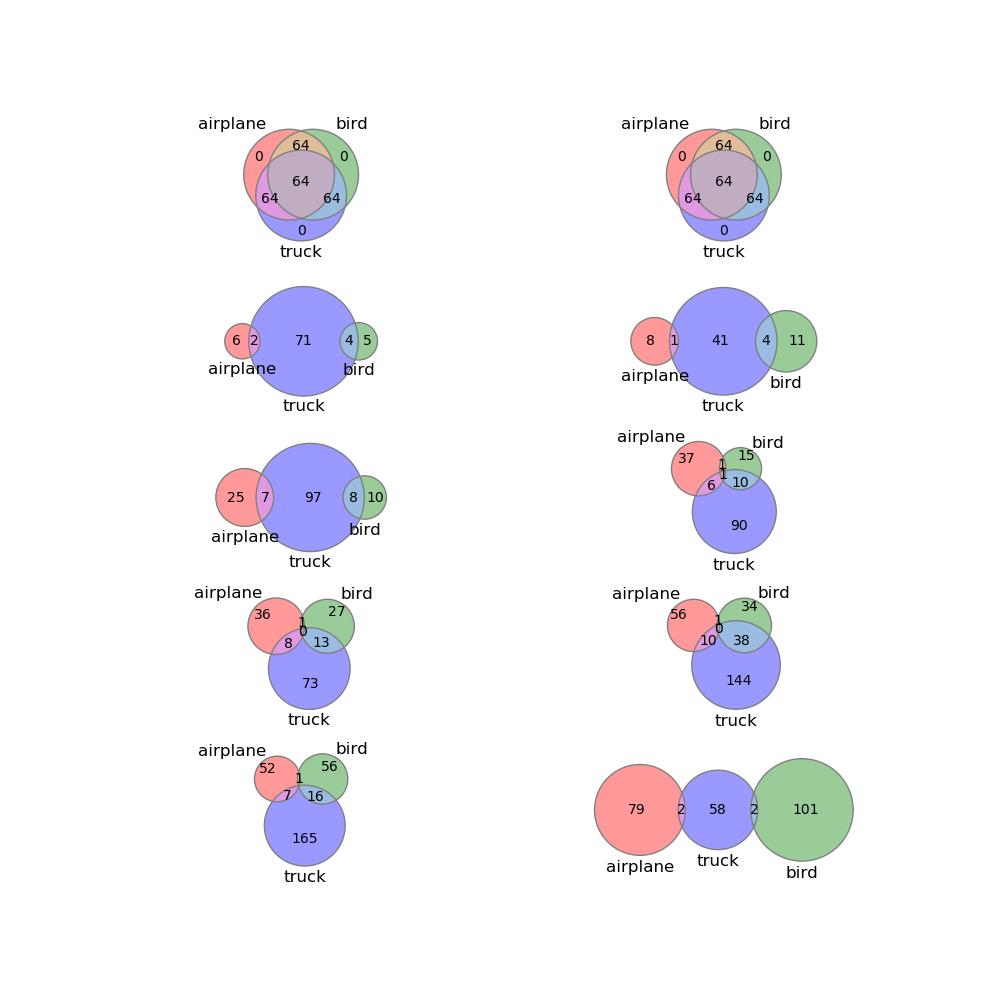 airplane bird airplane bird
64 64
0 0 0 0
64 64
64 64 64 64
0 0
truck truck
6 2 71 4 5 8 1 41 4 11
airplane bird airplane bird
truck truck
airplane bird
37 15
1
1
25 7 97 8 10 6 10
90
airplane bird
truck truck
airplane bird airplane bird
36 27 56 34
1 1
0 0
8 13 10 38
73 144
truck truck
airplane bird
52 56
1
7 16
165 79 2 58 2 101
truck airplane truck bird